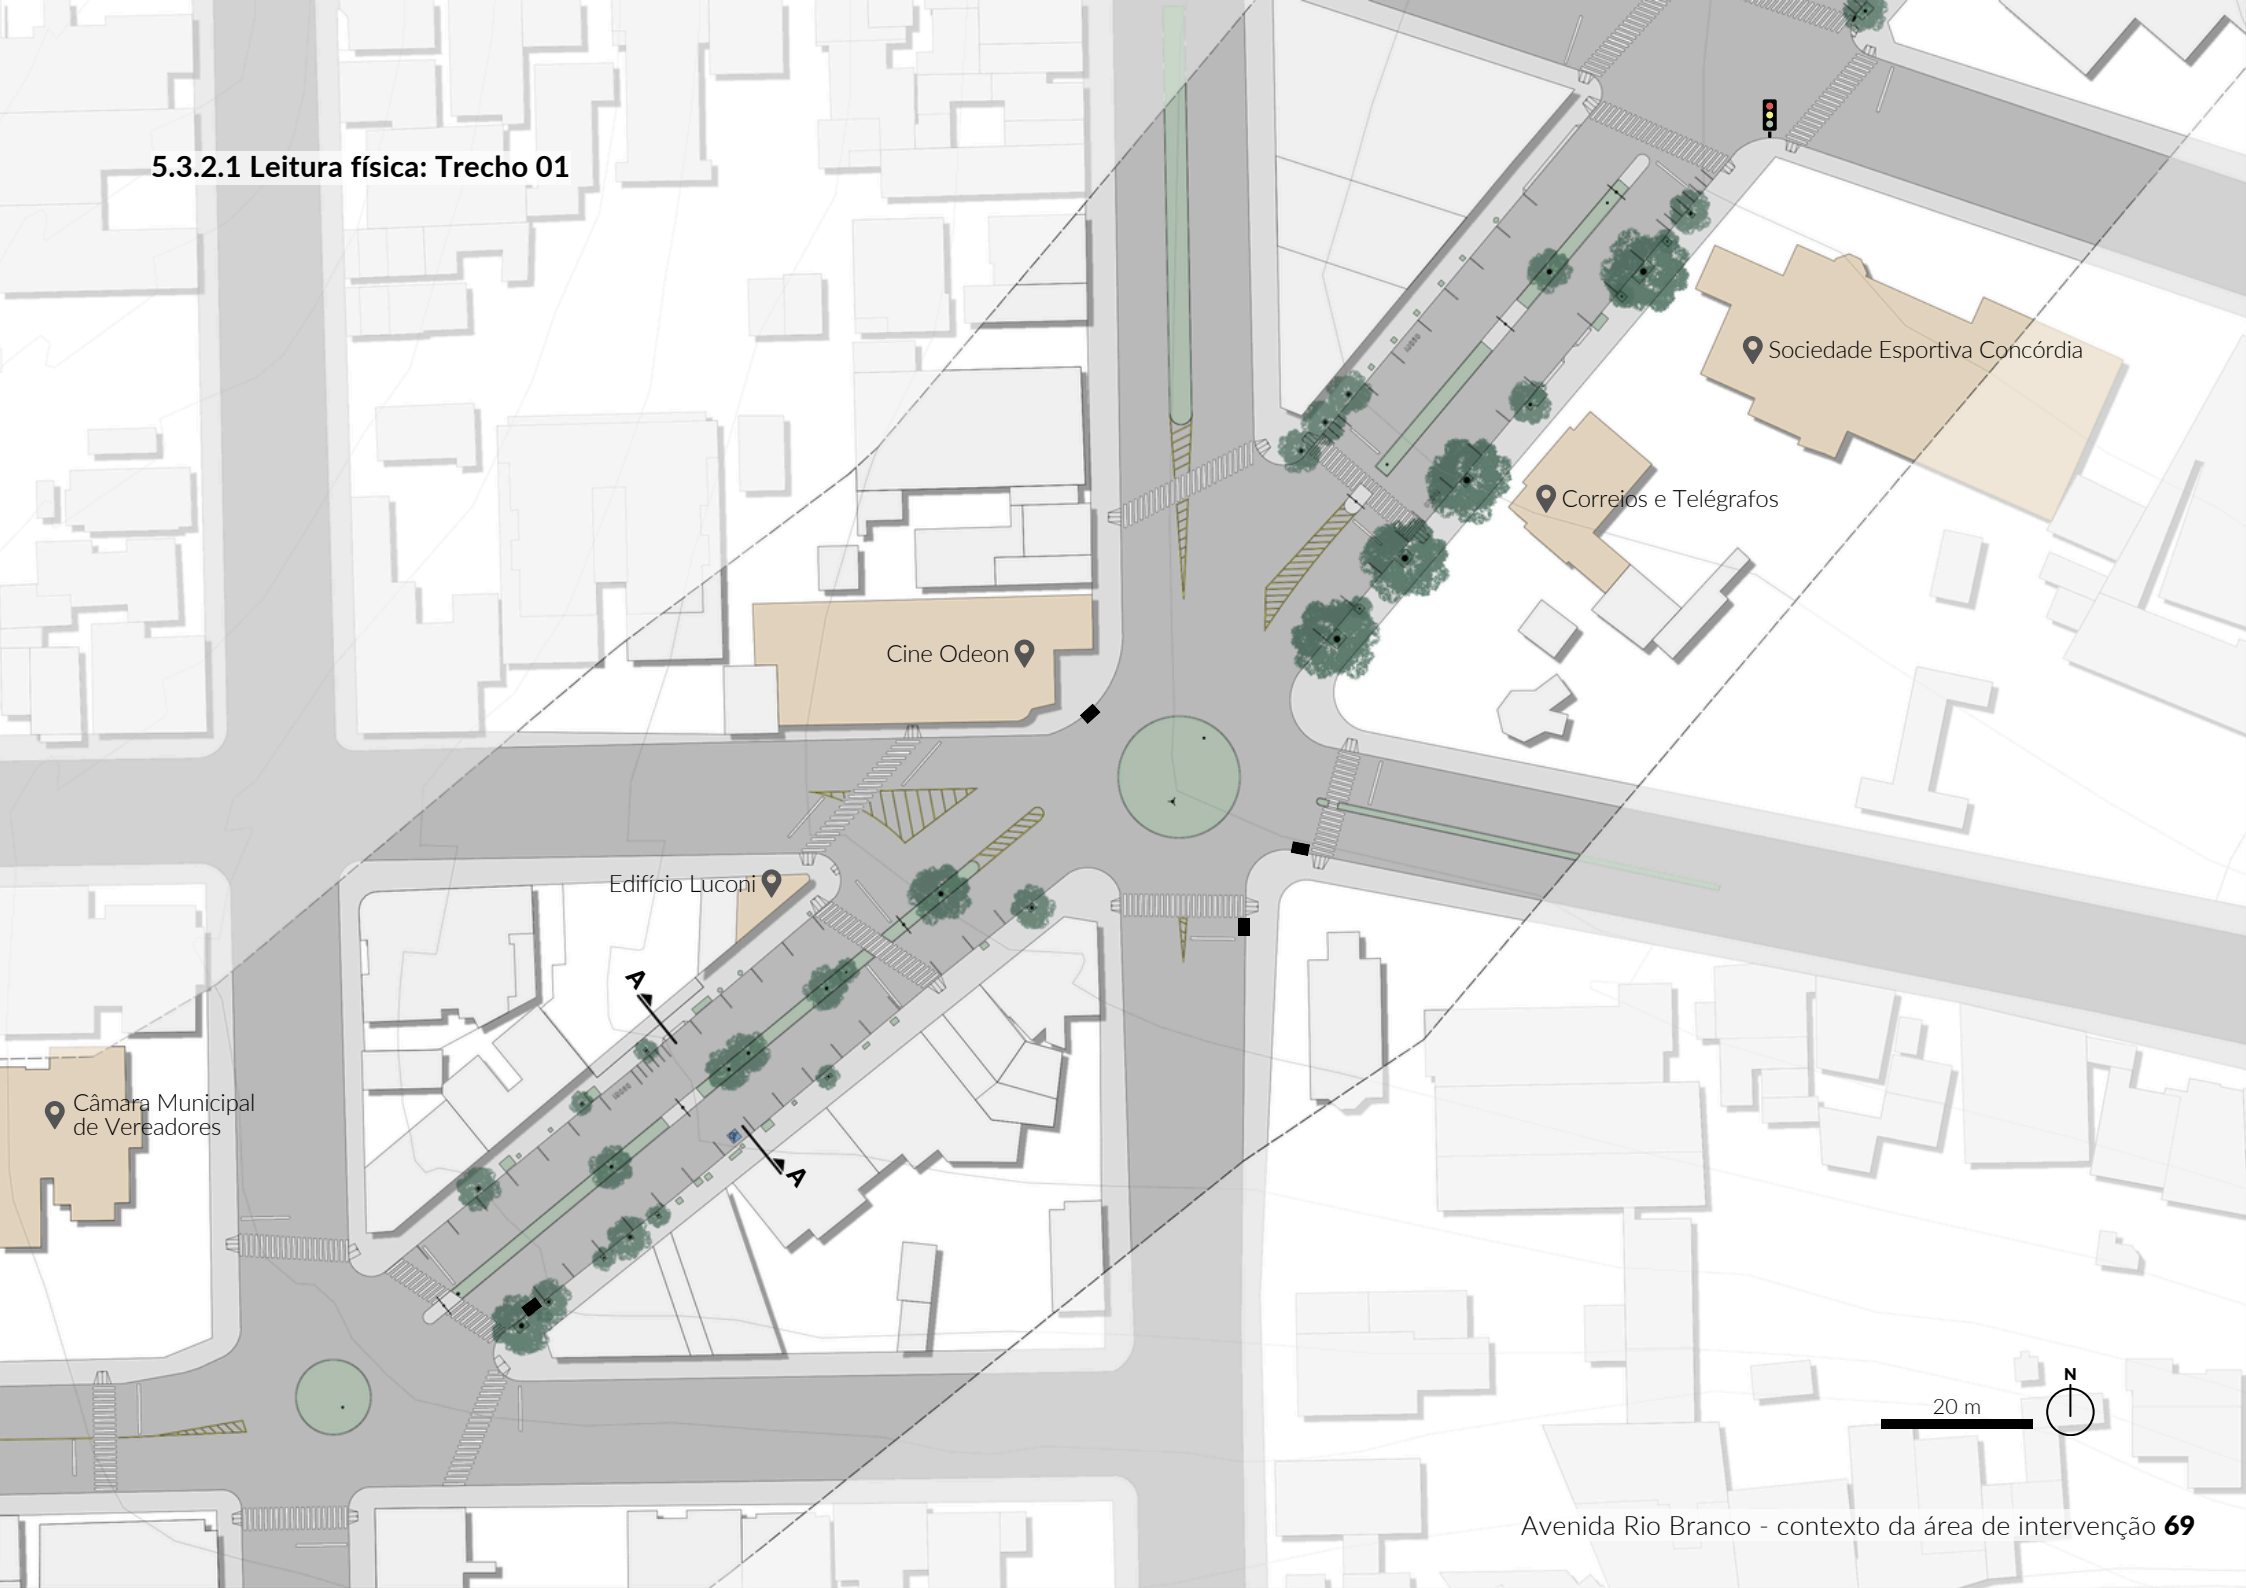 5.3.2.1 Leitura física: Trecho 01
Sociedade Esportiva Concórdia
Correios e Telégrafos
Cine Odeon
Edifício Luconi
A
Câmara Municipal
de Vereadores
A
N
20 m
Avenida Rio Branco - contexto da área de intervenção 69